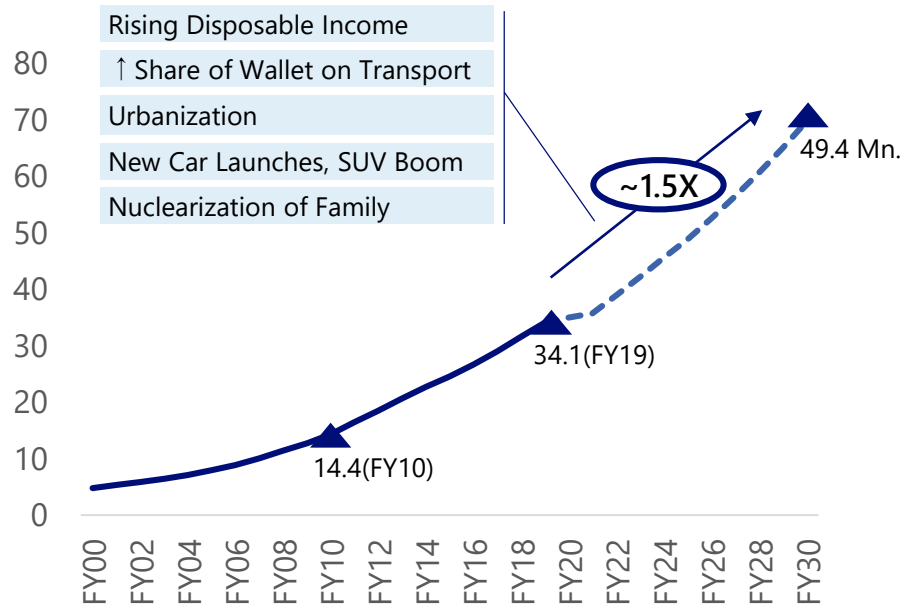 Rising Disposable Income
↑ Share of Wallet on Transport
Urbanization
New Car Launches, SUV Boom
Nuclearization of Family
80
70
60
50
40
30
20
10
0
~1.5X
49.4 Mn.
34.1(FY19)
14.4(FY10)
FY00
FY02
FY04
FY06
FY08
FY10
FY12
FY14
FY16
FY18
FY20
FY22
FY24
FY26
FY28
FY30